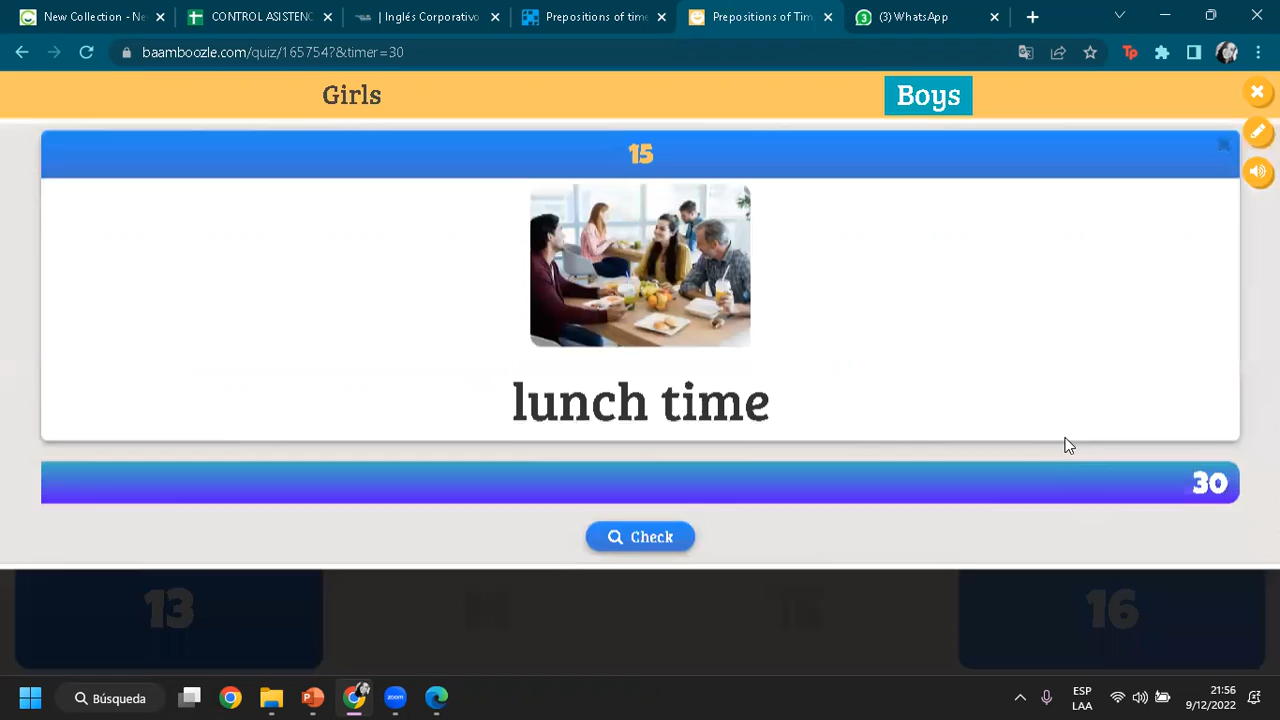 New Collection - Ne
CONTROL ASISTENC
| Inglés Corporativo
Prepositions of time
Prepositions of Tim
(3) WhatsApp
baamboozle.com/quiz/165754?&timer=30
Girls
Boys
15
lunch time
30
Check
13
16
Búsqueda
ESP
LAA
21:56
9/12/2022